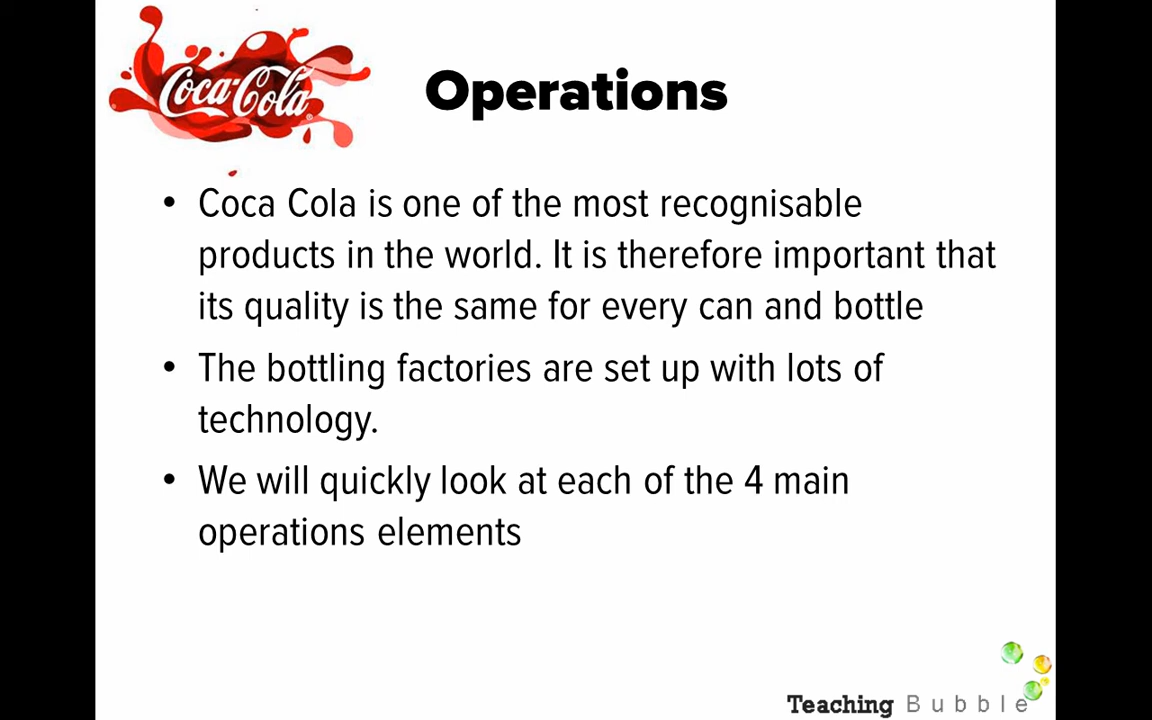 Coca-Cola
Operations
• Coca Cola is one of the most recognisable
products in the world. It is therefore important that
its quality is the same for every can and bottle
• The bottling factories are set up with lots of
technology.
• We will quickly look at each of the 4 main
operations elements
Teaching Bubble